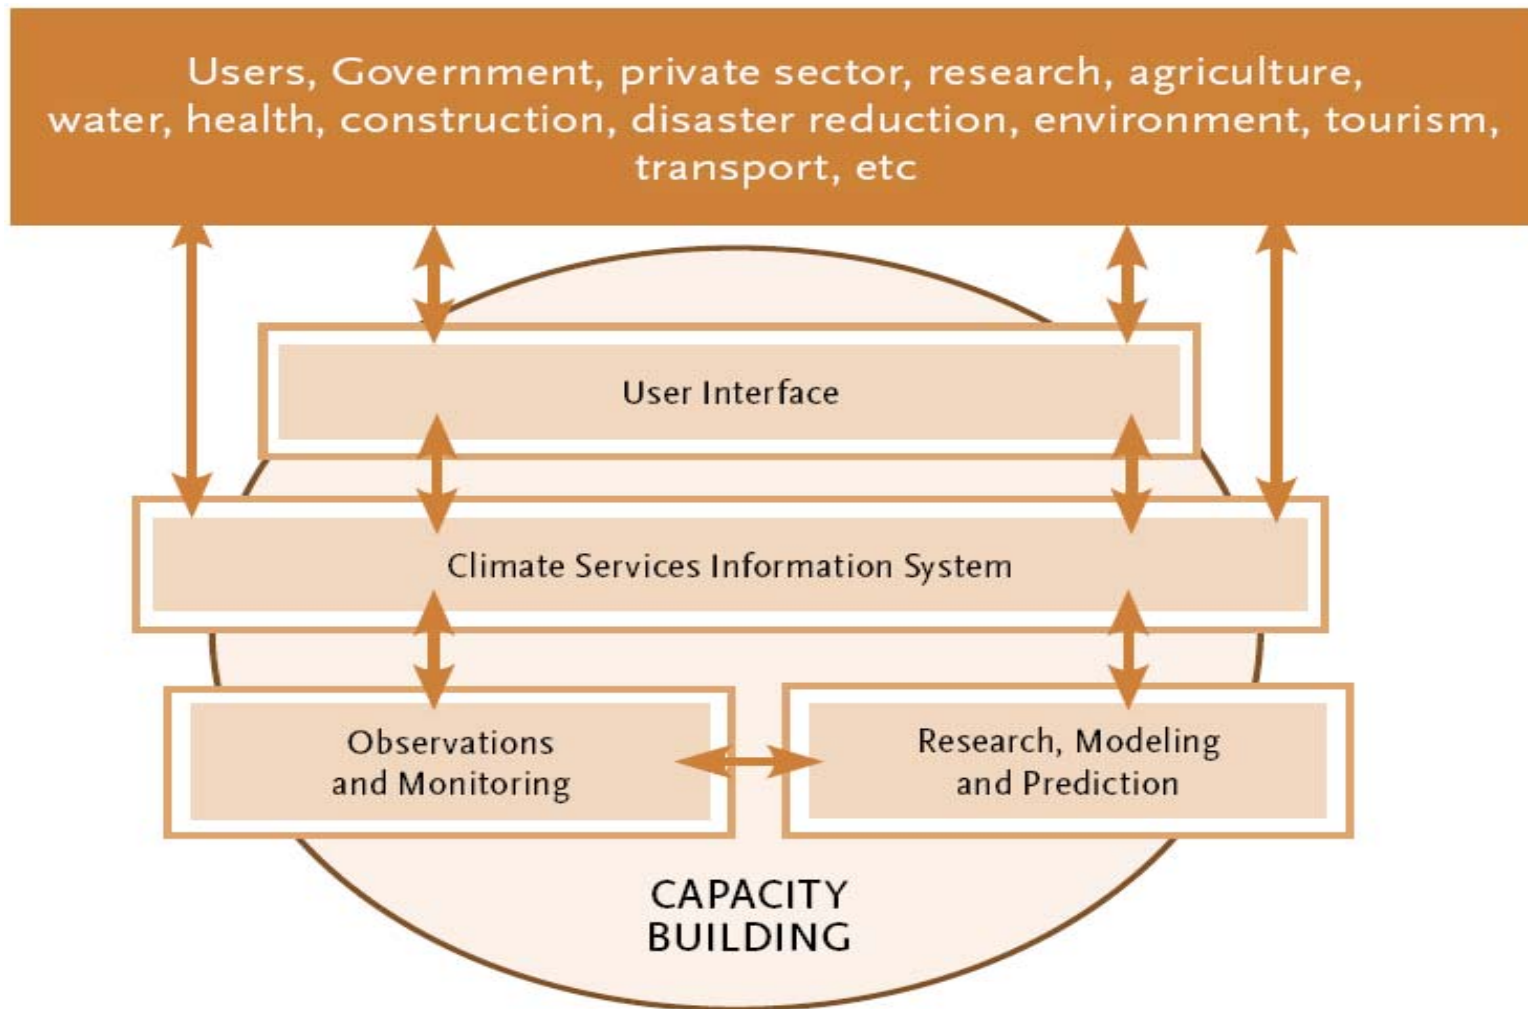 Users, Government, private sector, research, agriculture,
water, health, construction, disaster reduction, environment, tourism,
transport, etc
User Interface
Climate Services Information System
Observations
and Monitoring
Research, Modeling
and Prediction
CAPACITY
BUILDING